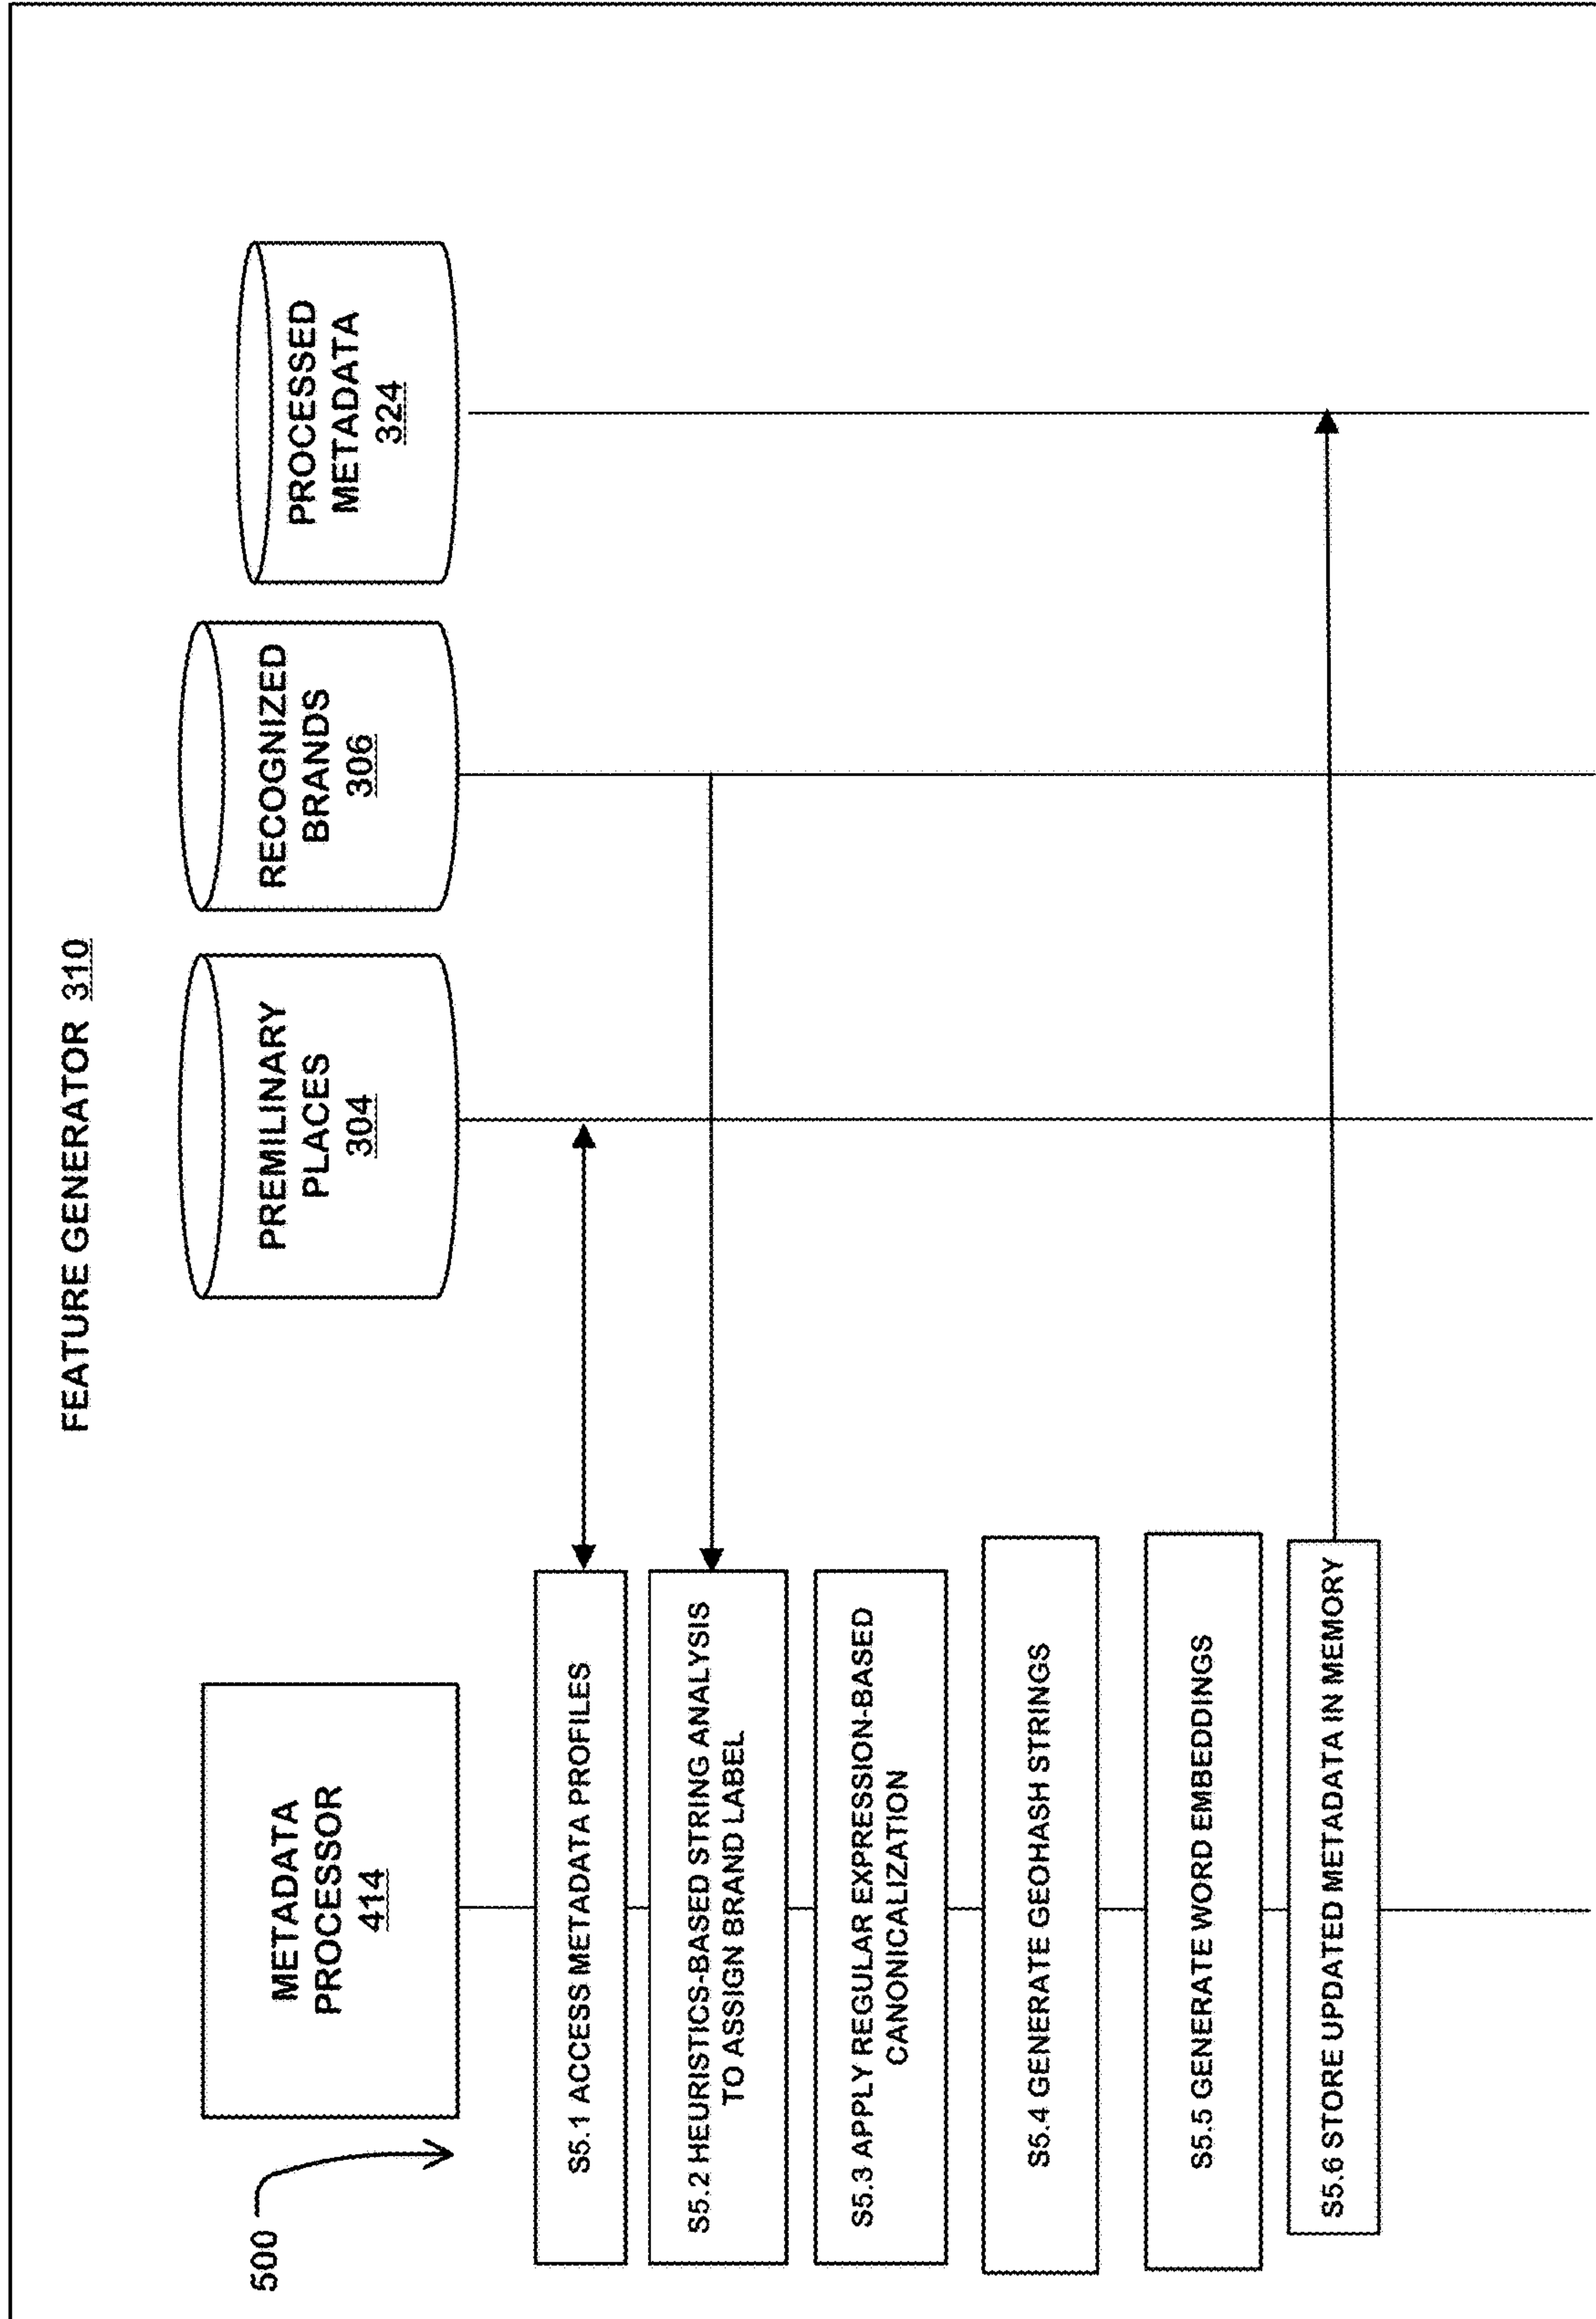 FEATURE GENERATOR 310
METADATA
PROCESSOR
414
PREMILINARY
PLACES
304
RECOGNIZED
BRANDS
306
PROCESSED
METADATA
324
500
S5.1 ACCESS METADATA PROFILES
S5.2 HEURISTICS-BASED STRING ANALYSIS
TO ASSIGN BRAND LABEL
S5.3 APPLY REGULAR EXPRESSION-BASED
CANONICALIZATION
S5.4 GENERATE GEOHASH STRINGS
S5.5 GENERATE WORD EMBEDDINGS
S5.6 STORE UPDATED METADATA IN MEMORY